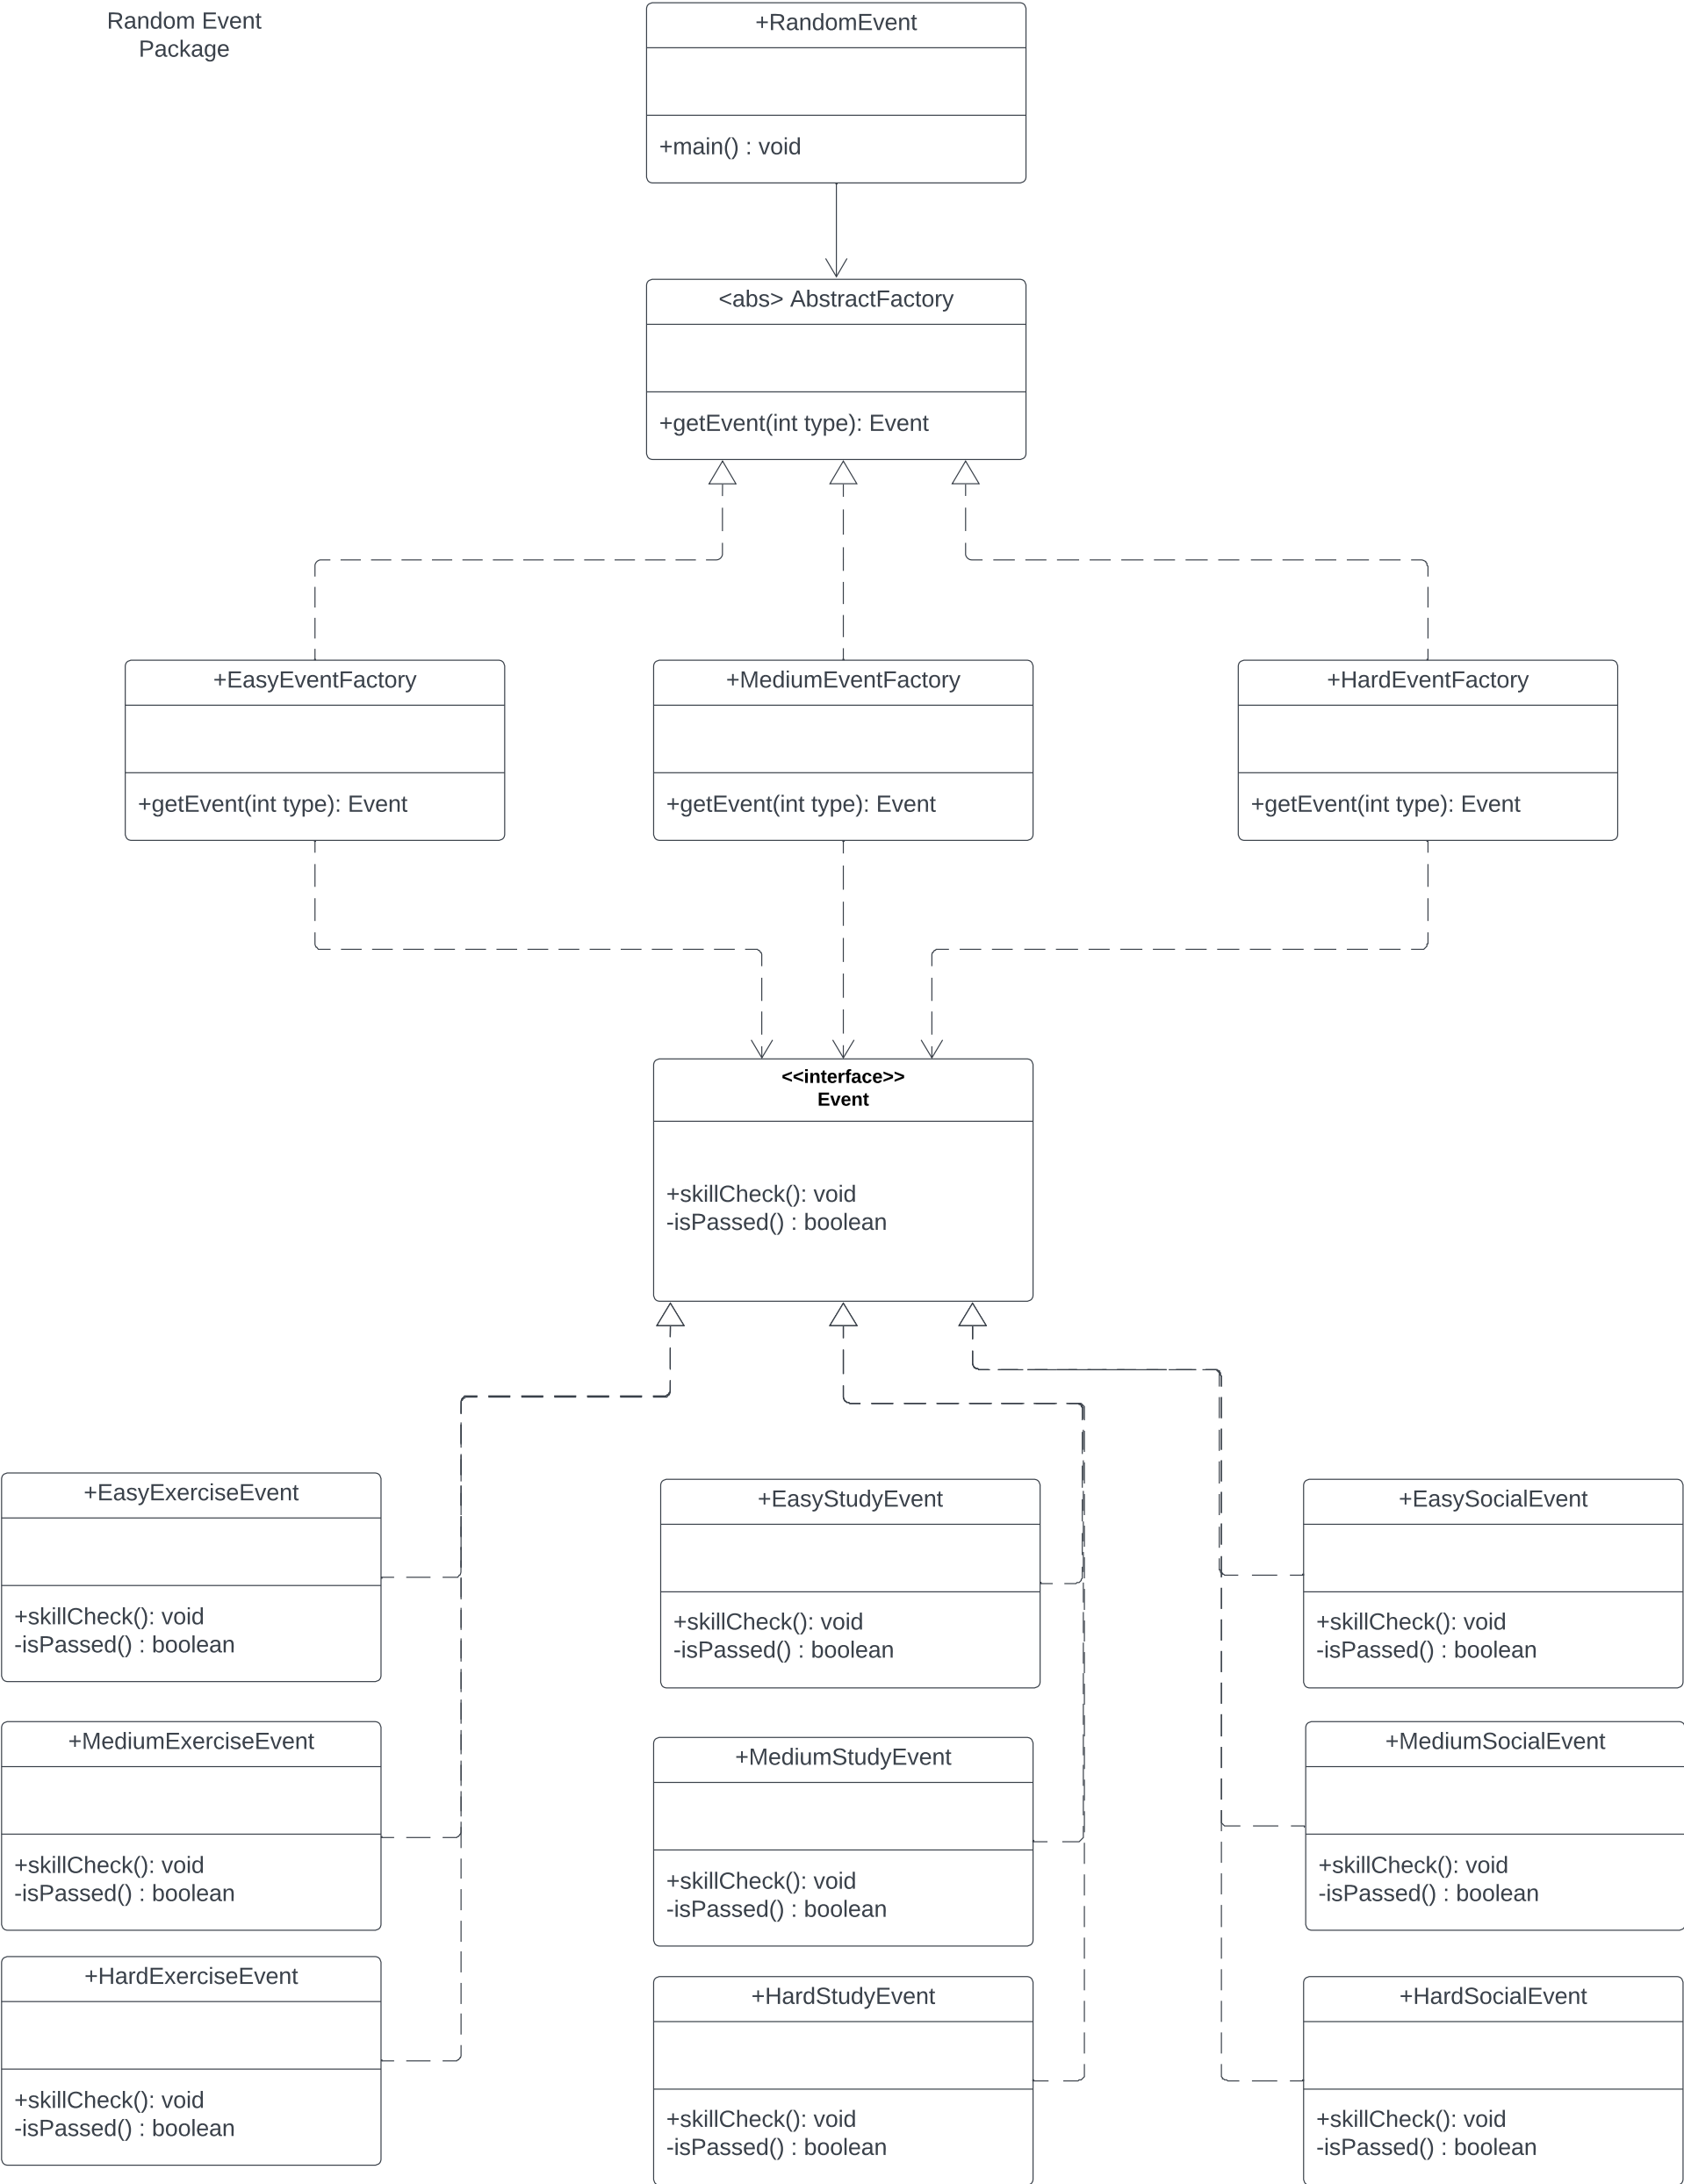 Random Event
Package
+RandomEvent
+main() : void
<abs> AbstractFactory
+getEvent(int type): Event
+EasyEventFactory
+getEvent(int type): Event
+MediumEventFactory
+getEvent(int type): Event
+HardEventFactory
+getEvent(int type): Event
<<interface>>
Event
+skillCheck(): void
-isPassed() : boolean
+EasyExerciseEvent
+skillCheck(): void
-isPassed() : boolean
+EasyStudyEvent
+skillCheck(): void
-isPassed() : boolean
+EasySocialEvent
+skillCheck(): void
-isPassed() : boolean
+MediumExerciseEvent
+skillCheck(): void
-isPassed() : boolean
+MediumStudyEvent
+skillCheck(): void
-isPassed() : boolean
+MediumSocialEvent
+skillCheck(): void
-isPassed() : boolean
+HardExerciseEvent
+skillCheck(): void
-isPassed() : boolean
+HardStudyEvent
+skillCheck(): void
-isPassed() : boolean
+HardSocialEvent
+skillCheck(): void
-isPassed() : boolean